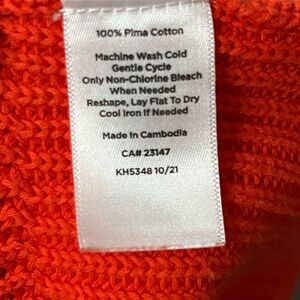 100% Pima Cotton
Machine Wash Cold
Gentle Cycle
Only Non-Chlorine Bleach
When Needed
Reshape, Lay Flat To Dry
Cool Iron If Needed
Made in Cambodia
CA# 23147
KH5348 10/21